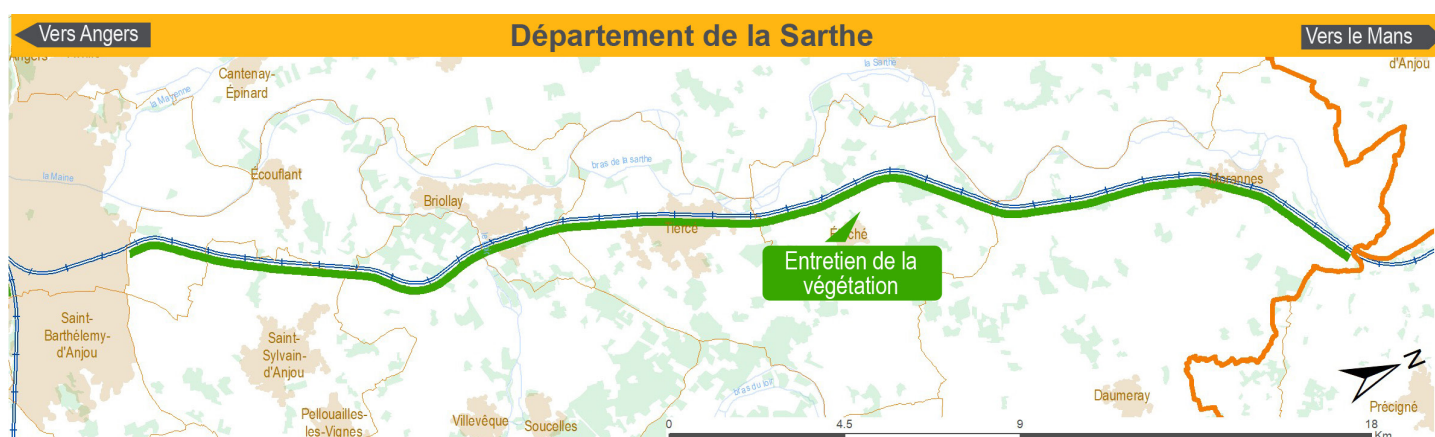 Vers Angers
Département de la Sarthe
Vers le Mans
d'Anjou
Cantenay-
Épinard
la Sarthe
la Mayenne
la Maine
Écouflant
bras de la sarthe
Briollay
Morannes
Tiercé
Étriché
Entretien de la
végétation
Saint-
Barthélemy-
d'Anjou
Saint-
Sylvain-
d'Anjou
bras du loir
Daumeray
Précigné
Pellouailles-
les-Vignes
Villevêque
Soucelles
N
0
4.5
9
18
Km